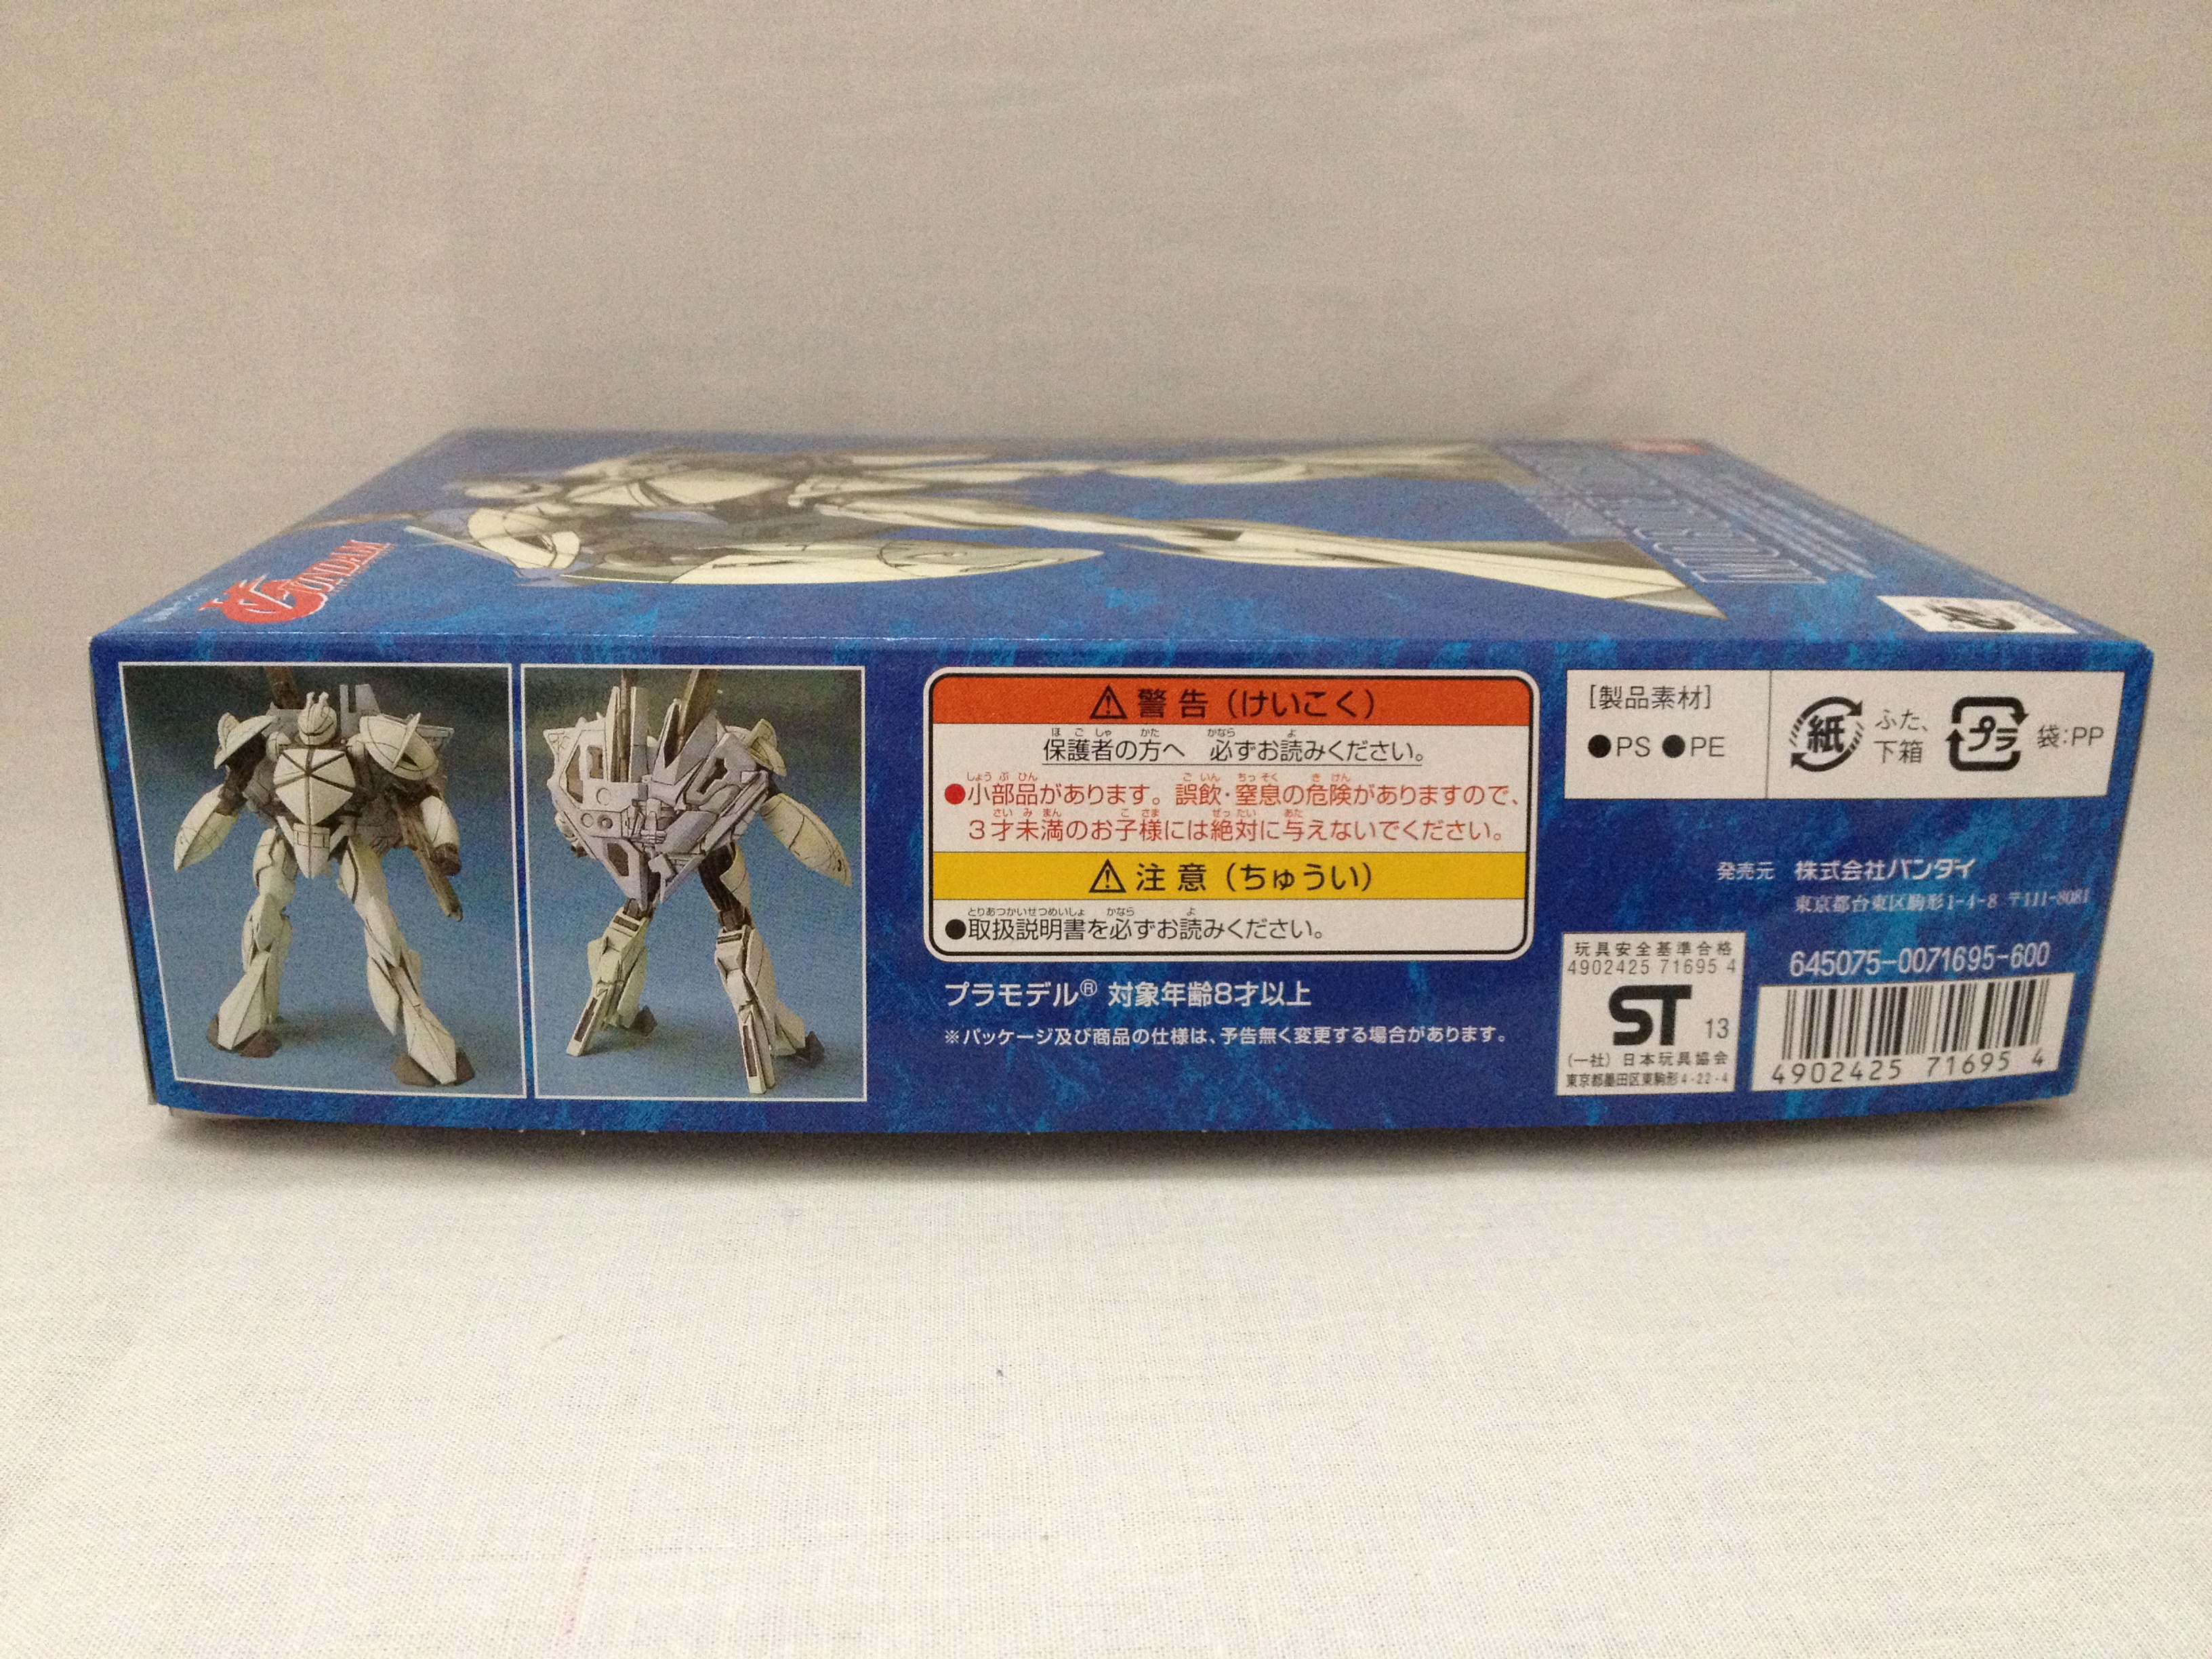 GUNDAM
警告（けいこく）
保護者の方へ 必ずお読みください。
●小部品があります。誤飲・窒息の危険がありますので、
3才未満のお子様には絶対に与えないでください。
注意（ちゅうい）
●取扱説明書を必ずお読みください。
プラモデル® 対象年齢8才以上
※パッケージ及び商品の仕様は、予告無く変更する場合があります。
[製品素材]
●PS ●PE
紙
ふた、
下箱
プラ
袋:PP
発売元 株式会社バンダイ
東京都台東区駒形1-4-8 〒111-8081
玩具安全基準合格
4902425 71695 4
ST 13
(一社) 日本玩具協会
東京都墨田区東駒形4-22-4
645075-0071695-600
4902425 71695 4